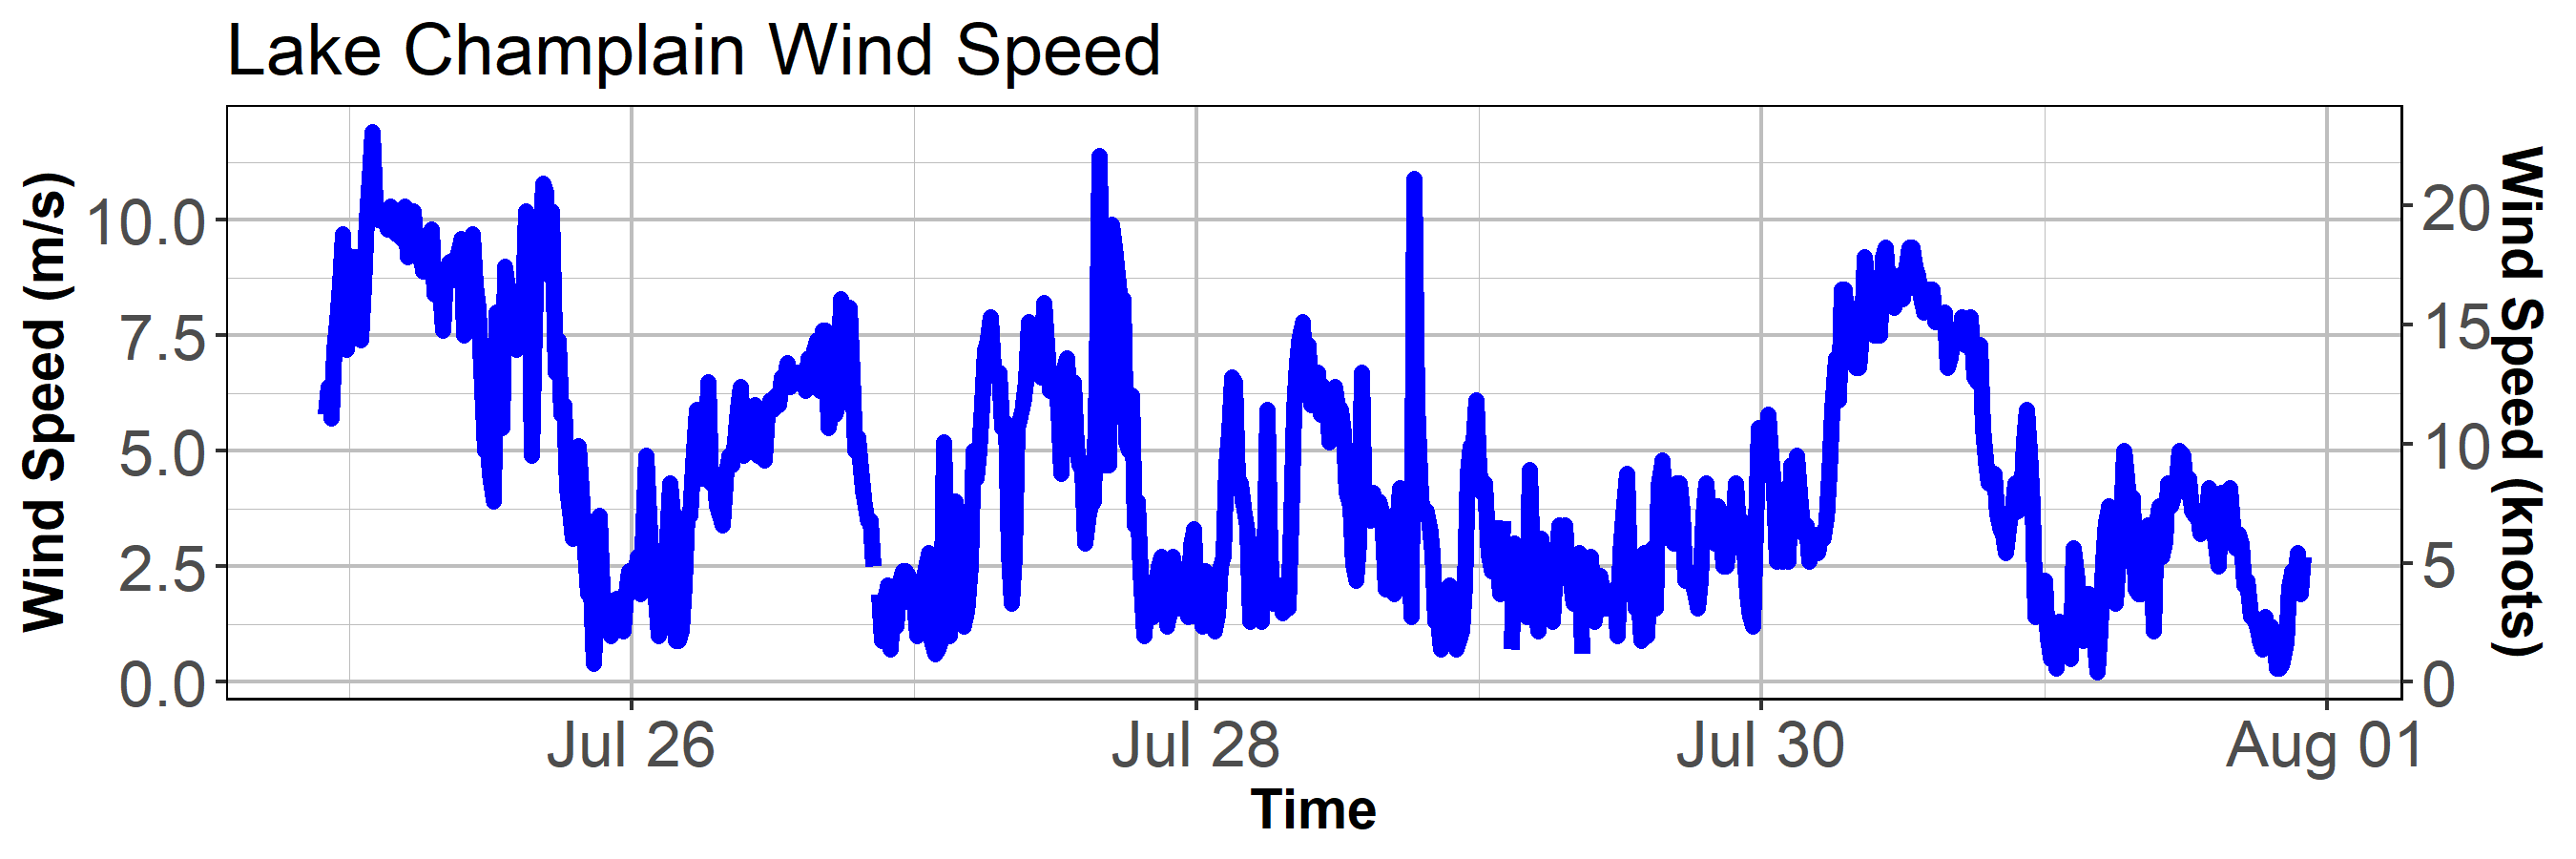 Lake Champlain Wind Speed
Wind Speed (m/s)
10.0
7.5
5.0
2.5
0.0
20
15
10
5
0
Wind Speed (knots)
Jul 26
Jul 28
Jul 30
Aug 01
Time